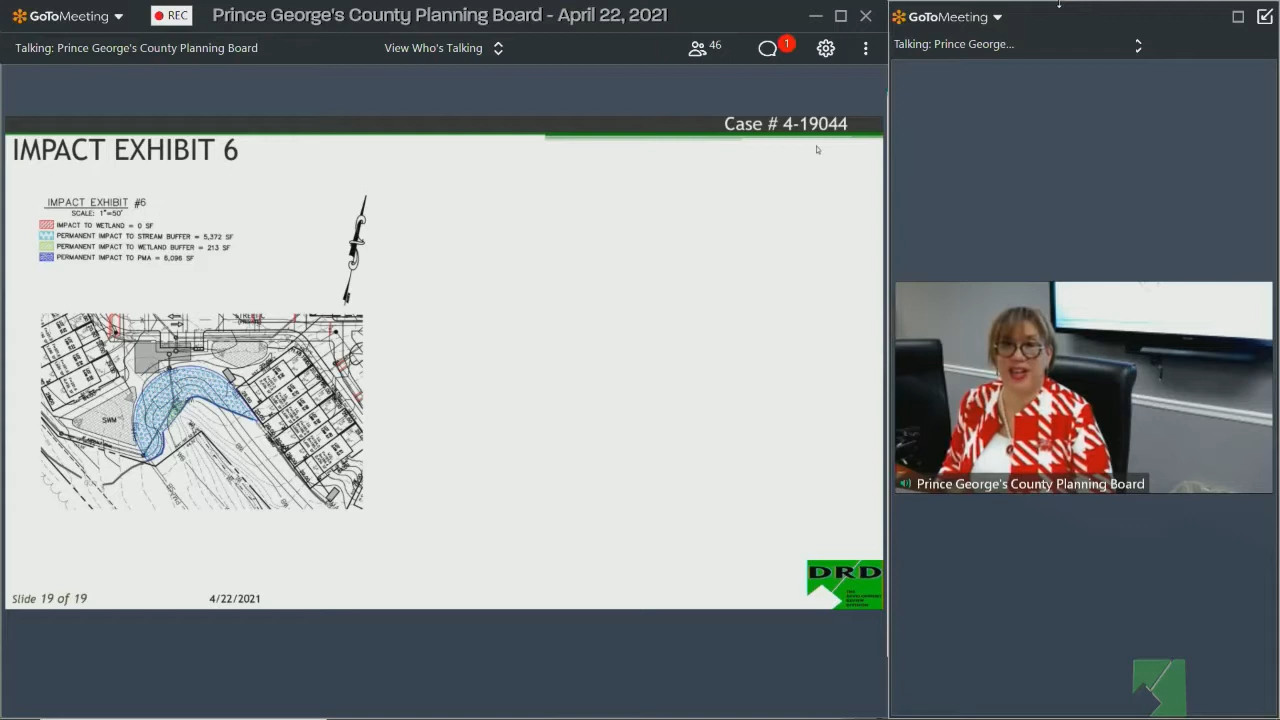 GoToMeeting
REC
Prince George's County Planning Board - April 22, 2021
Talking: Prince George's County Planning Board
View Who's Talking
46
1
Case # 4-19044
IMPACT EXHIBIT 6
IMPACT EXHIBIT #6
SCALE: 1"=50'
IMPACT TO WETLAND = 0 SF
PERMANENT IMPACT TO STREAM BUFFER = 5,372 SF
PERMANENT IMPACT TO WETLAND BUFFER = 213 SF
PERMANENT IMPACT TO PMA = 6,096 SF
SWM
DRD
THE
DEVELOPMENT
REVIEW
DIVISION
Slide 19 of 19
4/22/2021
GoToMeeting
Talking: Prince George...
Prince George's County Planning Board